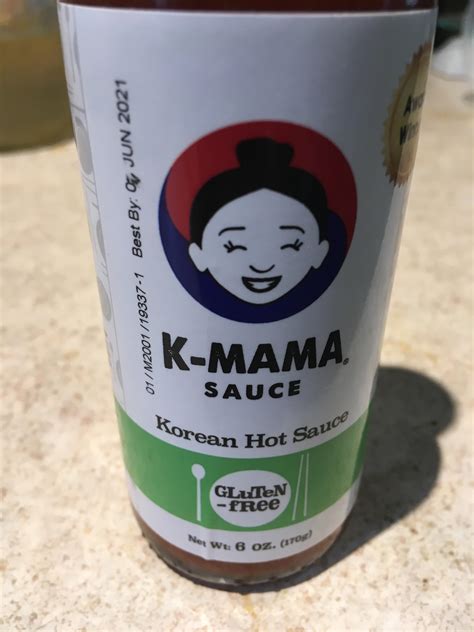 Best By: JUN 2021
01 / M2001 / 19337-1
K-MAMA®
SAUCE
Korean Hot Sauce
GLuTeN
-fRee
Net Wt: 6 oz. (170g)